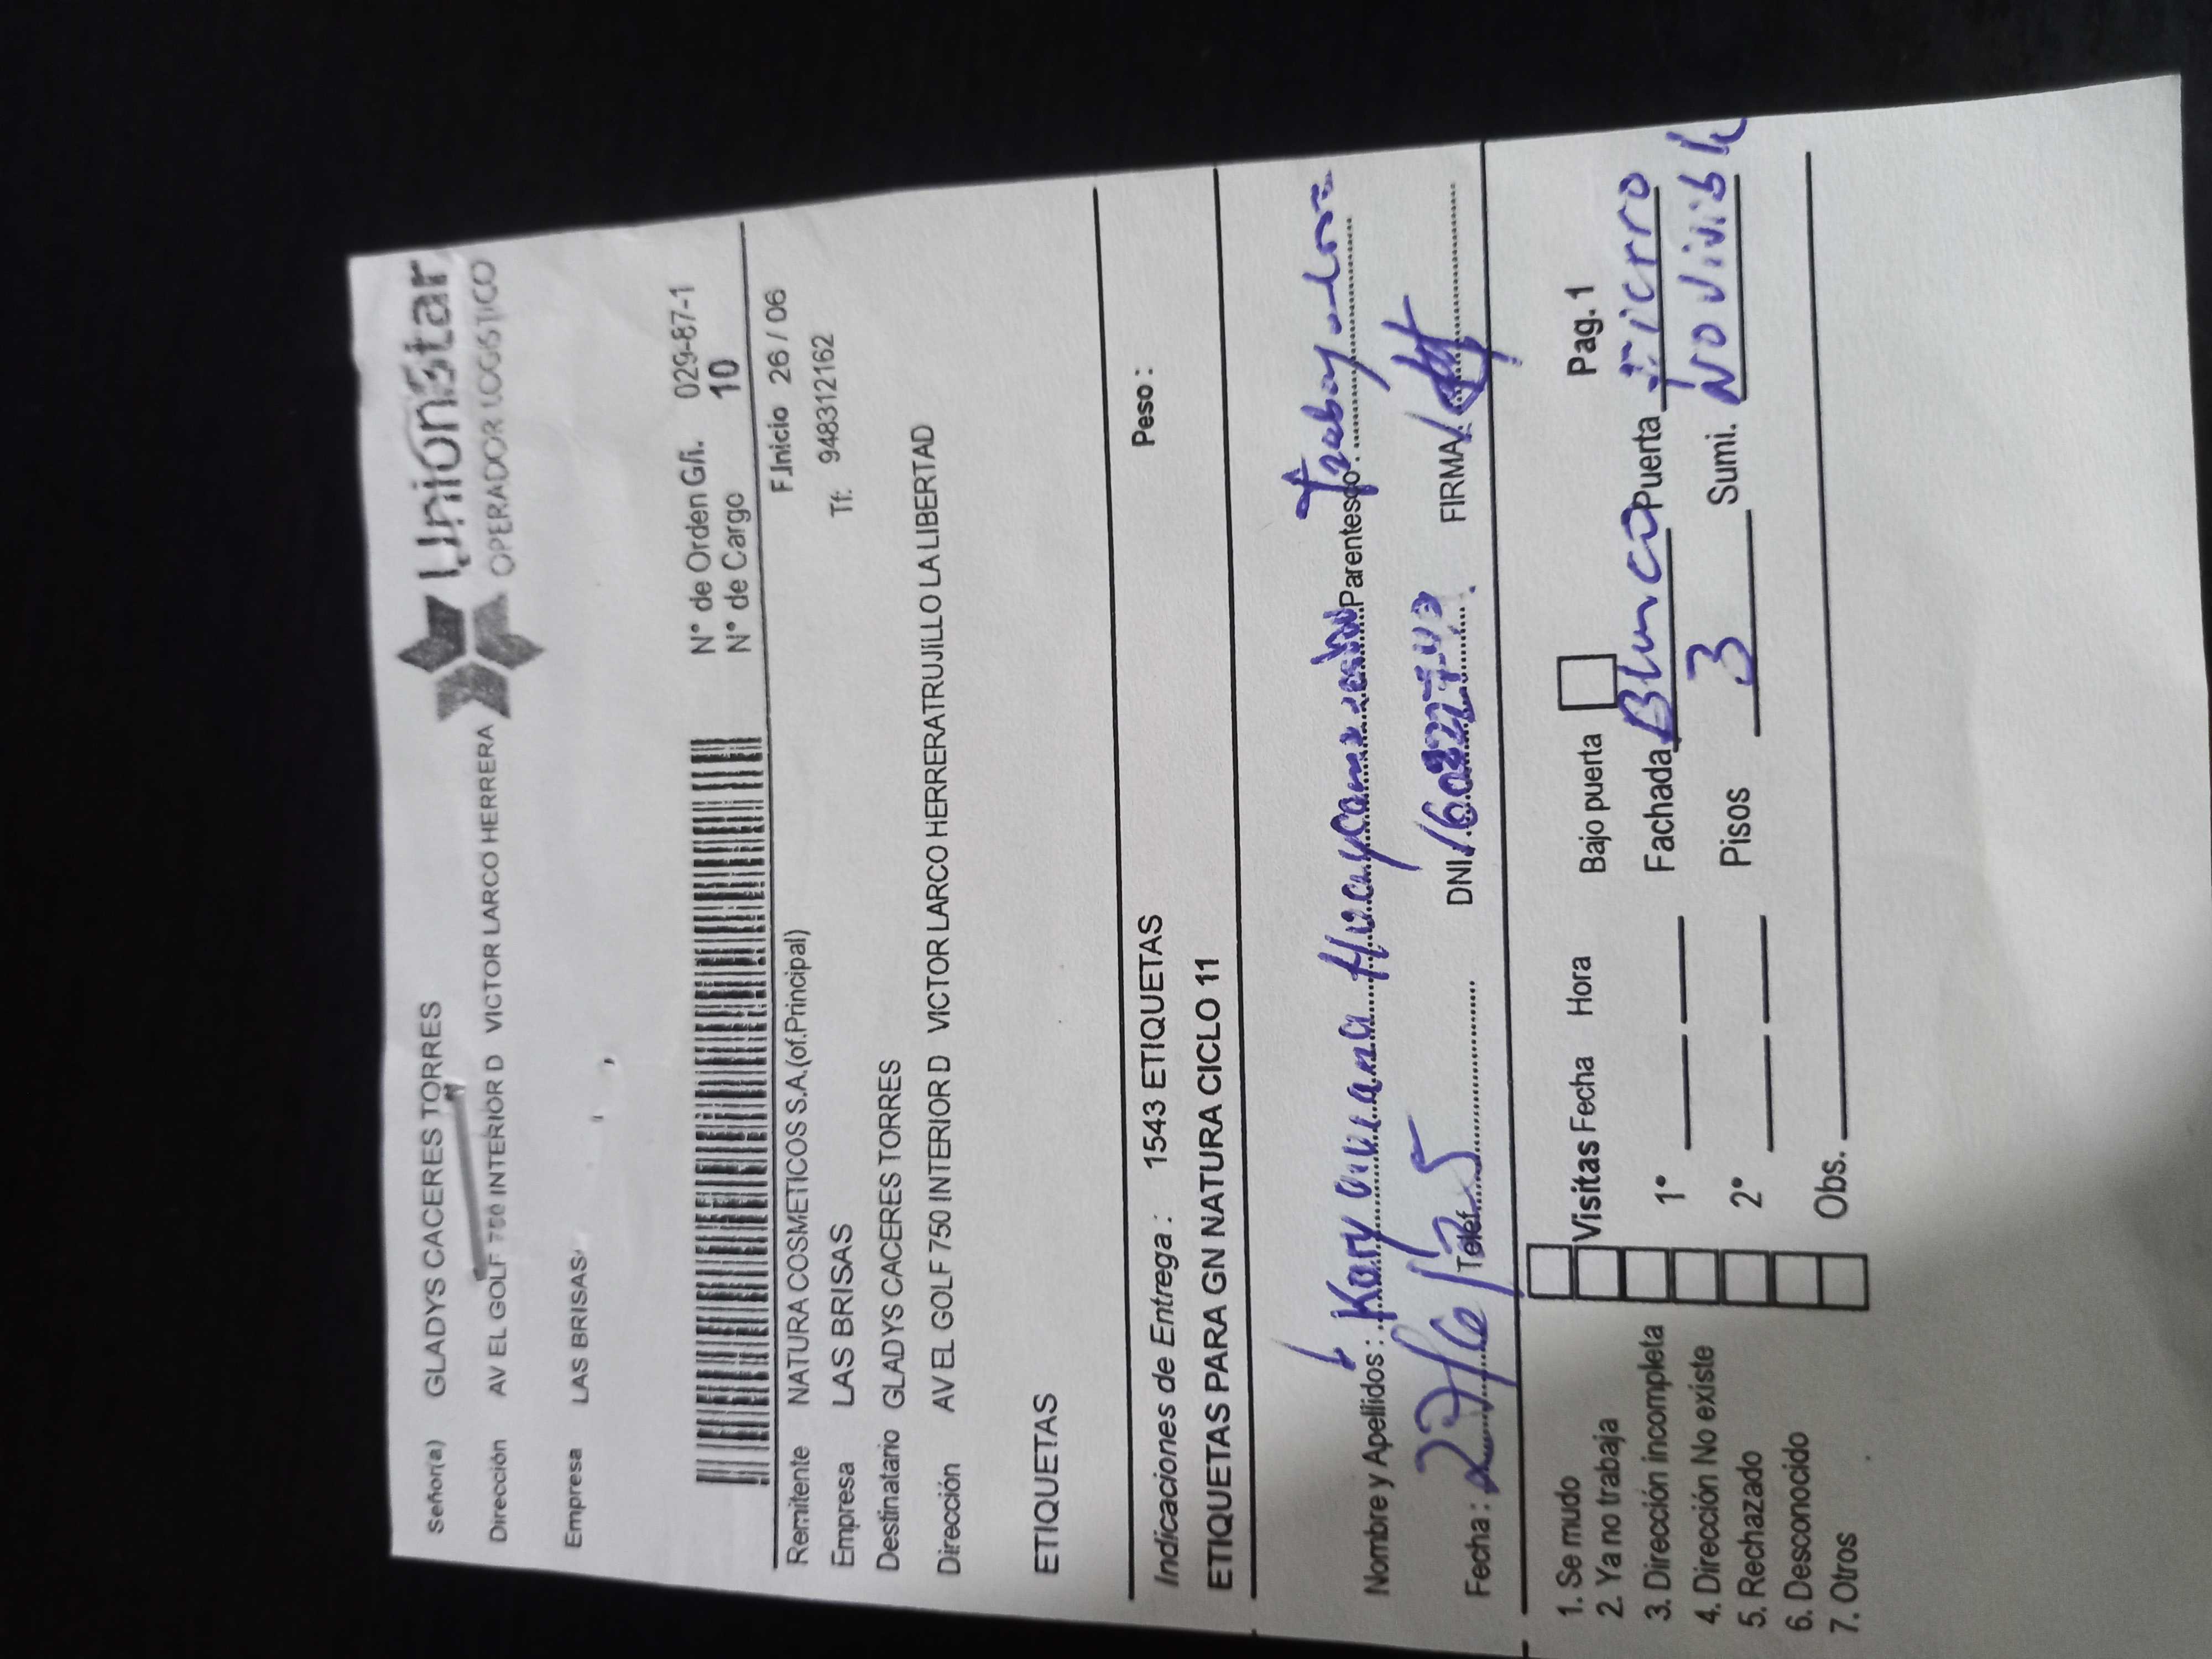 UnionStar
OPERADOR LOGISTICO
Señor(a) GLADYS CACERES TORRES
Dirección AV EL GOLF 750 INTERIOR D VICTOR LARCO HERRERA
Empresa LAS BRISAS
N° de Orden G/i. 029-87-1
N° de Cargo 10
Remitente NATURA COSMETICOS S.A.(of.Principal) F.Inicio 26 / 06
Empresa LAS BRISAS Tf: 948312162
Destinatario GLADYS CACERES TORRES
Dirección AV EL GOLF 750 INTERIOR D VICTOR LARCO HERRERATRUJILLO LA LIBERTAD
ETIQUETAS
Indicaciones de Entrega : 1543 ETIQUETAS Peso :
ETIQUETAS PARA GN NATURA CICLO 11
Nombre y Apellidos : Kory Parentesco
Fecha : 27/6/25 Telef. DNI FIRMA
1. Se mudo
2. Ya no trabaja
3. Dirección incompleta
4. Dirección No existe
5. Rechazado
6. Desconocido
7. Otros
Visitas Fecha Hora Bajo puerta Pag. 1
1° Fachada Blanco Puerta Fierro
2° Pisos 3 Sumi. No Visible
Obs.